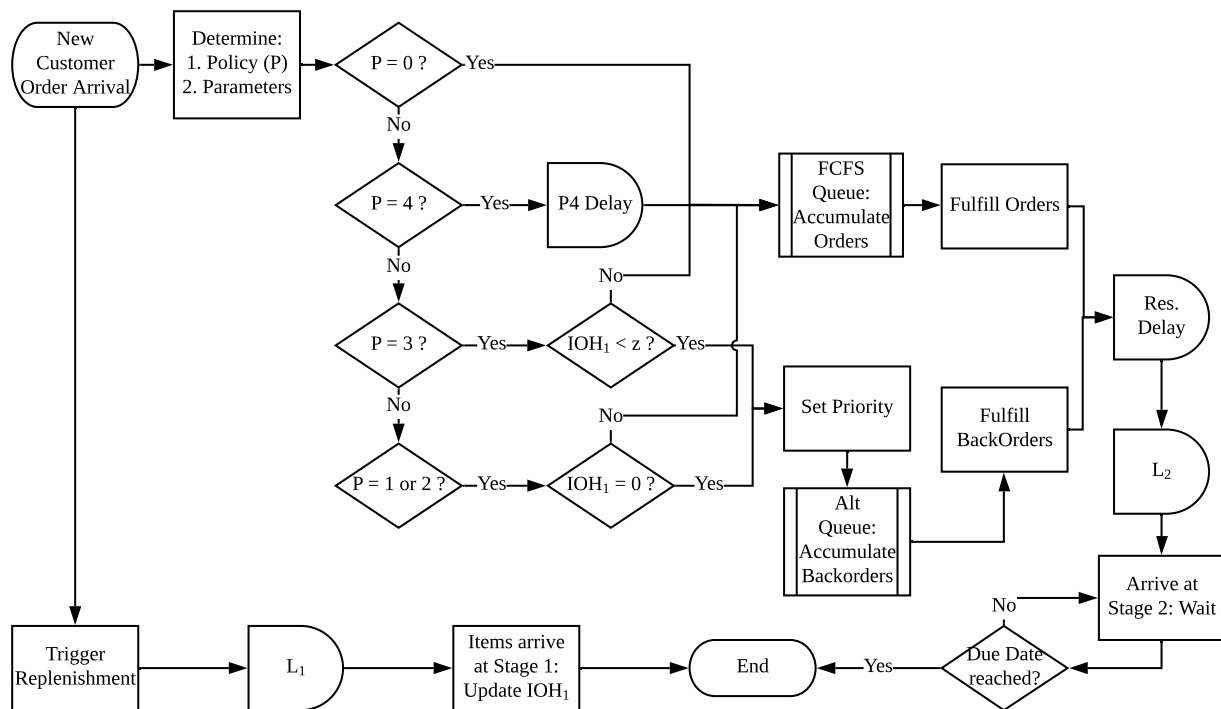 New
Customer
Order Arrival
Determine:
1. Policy (P)
2. Parameters
P = 0 ?
Yes
No
P = 4 ?
Yes
P4 Delay
FCFS
Queue:
Accumulate
Orders
Fulfill Orders
No
No
P = 3 ?
Yes
IOH₁ < z ?
Yes
Res.
Delay
No
No
Set Priority
Fulfill
BackOrders
P = 1 or 2 ?
Yes
IOH₁ = 0 ?
Yes
L₂
Alt
Queue:
Accumulate
Backorders
Arrive at
Stage 2: Wait
No
Trigger
Replenishment
L₁
Items arrive
at Stage 1:
Update IOH₁
End
Yes
Due Date
reached?